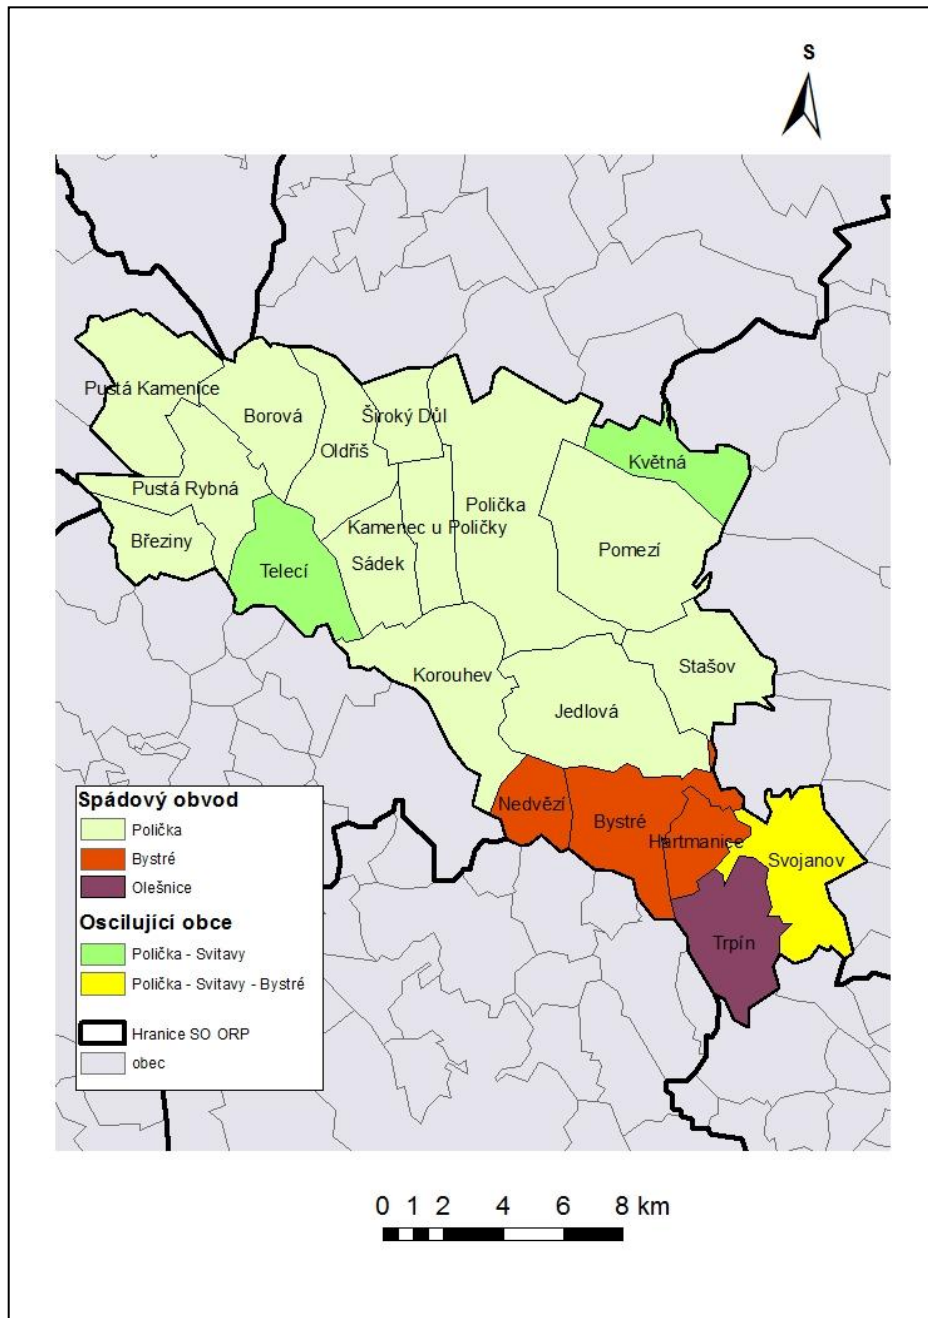 S
Pustá Kamenice
Borová
Široký Důl
Oldřiš
Květná
Pustá Rybná
Polička
Kamenec u Poličky
Březiny
Pomezí
Telecí
Sádek
Korouhev
Stašov
Jedlová
Nedvězí
Bystré
Hartmanice
Svojanov
Trpín
Spádový obvod
Polička
Bystré
Olešnice
Oscilující obce
Polička - Svitavy
Polička - Svitavy - Bystré
Hranice SO ORP
obec
0 1 2 4 6 8 km